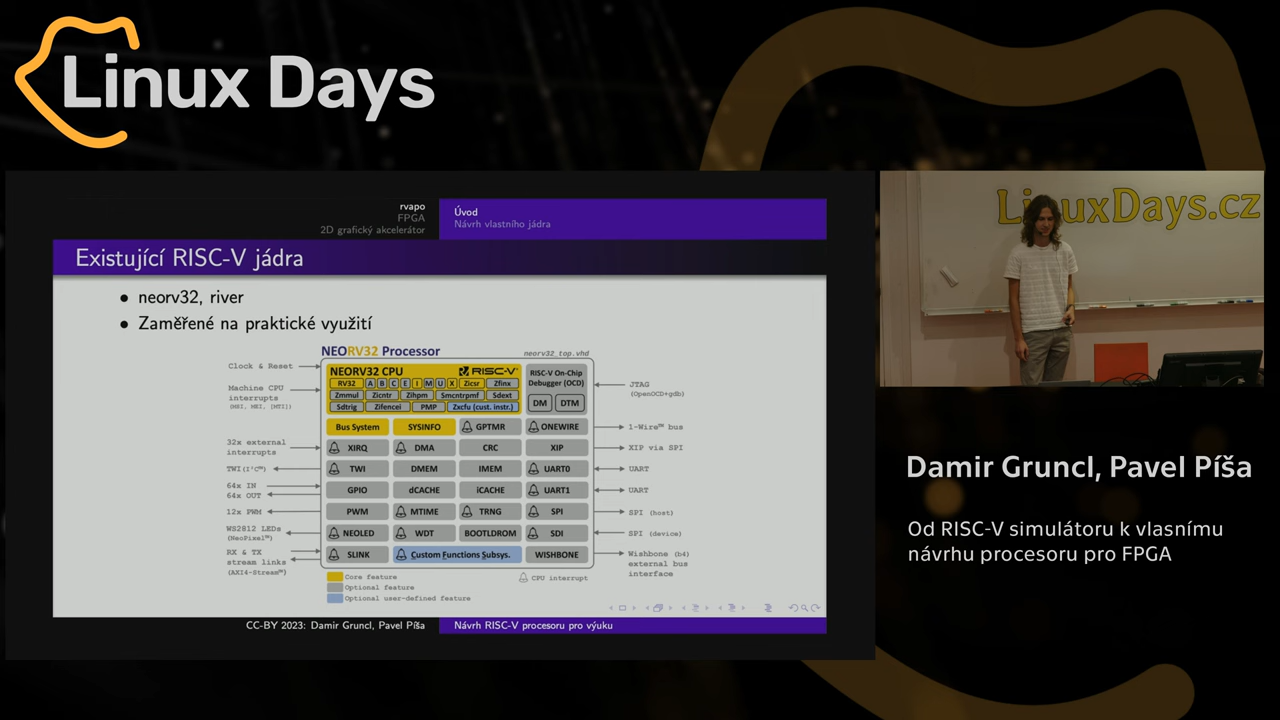 Linux Days
rvapo
FPGA
2D grafický akcelerátor
Úvod
Návrh vlastního jádra
Existující RISC-V jádra
• neorv32, river
• Zaměřené na praktické využití
NEORV32 Processor
neorv32_top.vhd
NEORV32 CPU
RISC-V
RV32 A B C E I M U X Zicsr Zfinx
Zmmul Zicntr Zihpm Smcntrpmf Sdext
Sdtrig Zifencei PMP Zxcfu (cust. instr.)
RISC-V On-Chip
Debugger (OCD)
DM DTM
Bus System SYSINFO GPTMR ONEWIRE
XIRQ DMA CRC XIP
TWI DMEM IMEM UART0
GPIO dCACHE iCACHE UART1
PWM MTIME TRNG SPI
NEOLED WDT BOOTLDROM SDI
SLINK Custom Functions Subsys. WISHBONE
Clock & Reset
Machine CPU
interrupts
(MSI, MEI, [MTI])
32x external
interrupts
TWI(I²C™)
64x IN
64x OUT
12x PWM
WS2812 LEDs
(NeoPixel™)
RX & TX
stream links
(AXI4-Stream™)
JTAG
(OpenOCD+gdb)
1-Wire™ bus
XIP via SPI
UART
UART
SPI (host)
SPI (device)
Wishbone (b4)
external bus
interface
Core feature
Optional feature
Optional user-defined feature
CPU interrupt
CC-BY 2023: Damir Gruncl, Pavel Píša
Návrh RISC-V procesoru pro výuku
LinuxDays.cz
Damir Gruncl, Pavel Píša
Od RISC-V simulátoru k vlasnímu
návrhu procesoru pro FPGA